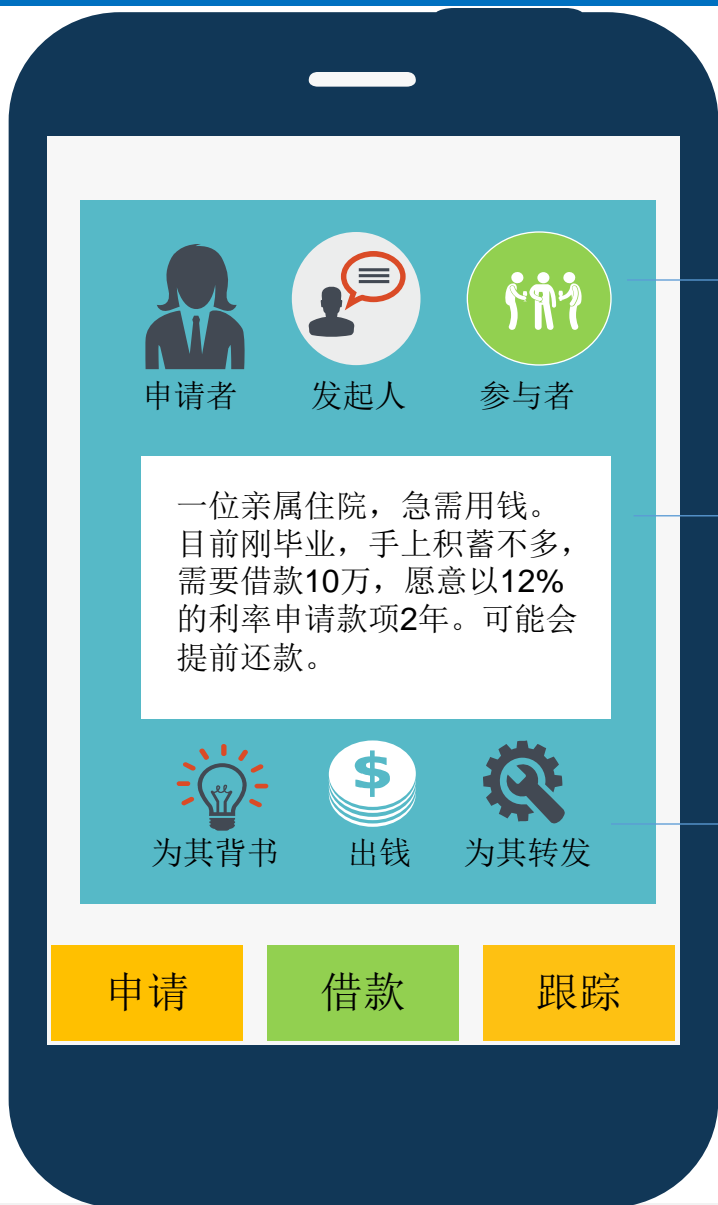 申请者 发起人 参与者
一位亲属住院，急需用钱。
目前刚毕业，手上积蓄不多，
需要借款10万，愿意以12%
的利率申请款项2年。可能会
提前还款。
$
为其背书 出钱 为其转发
申请 借款 跟踪